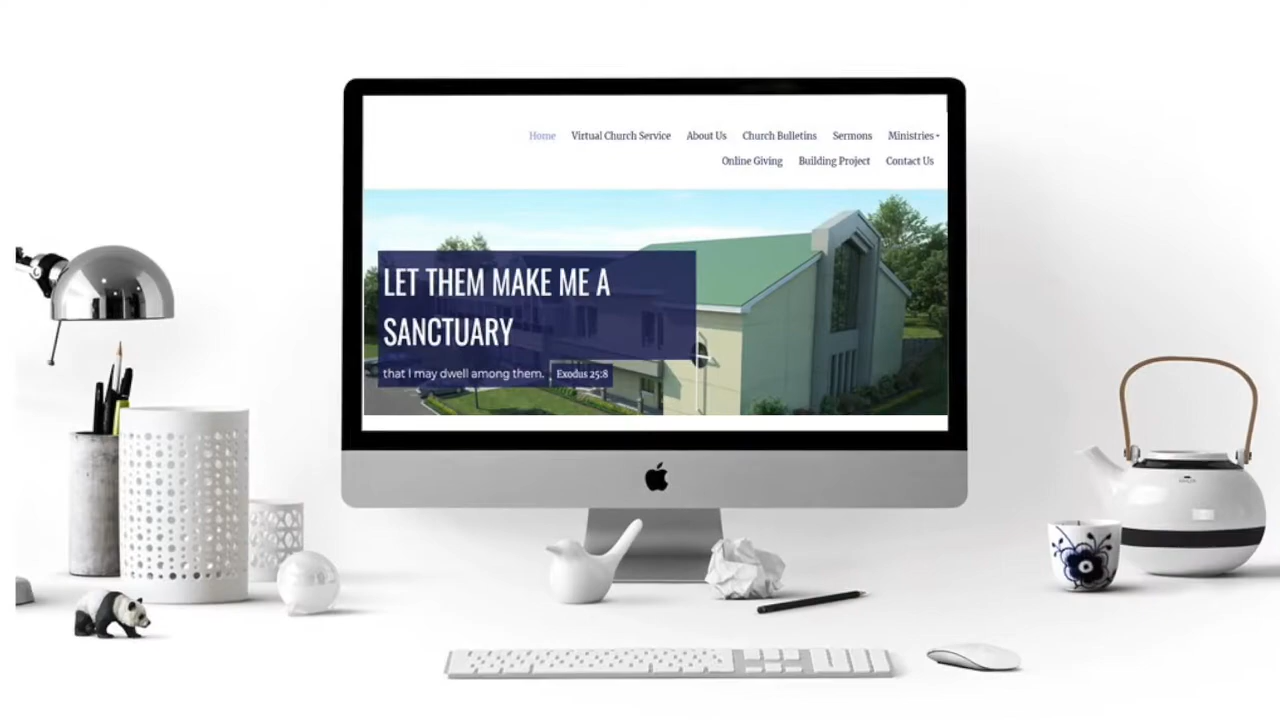 Home Virtual Church Service About Us Church Bulletins Sermons Ministries
Online Giving Building Project Contact Us
LET THEM MAKE ME A
SANCTUARY
that I may dwell among them. Exodus 25:8